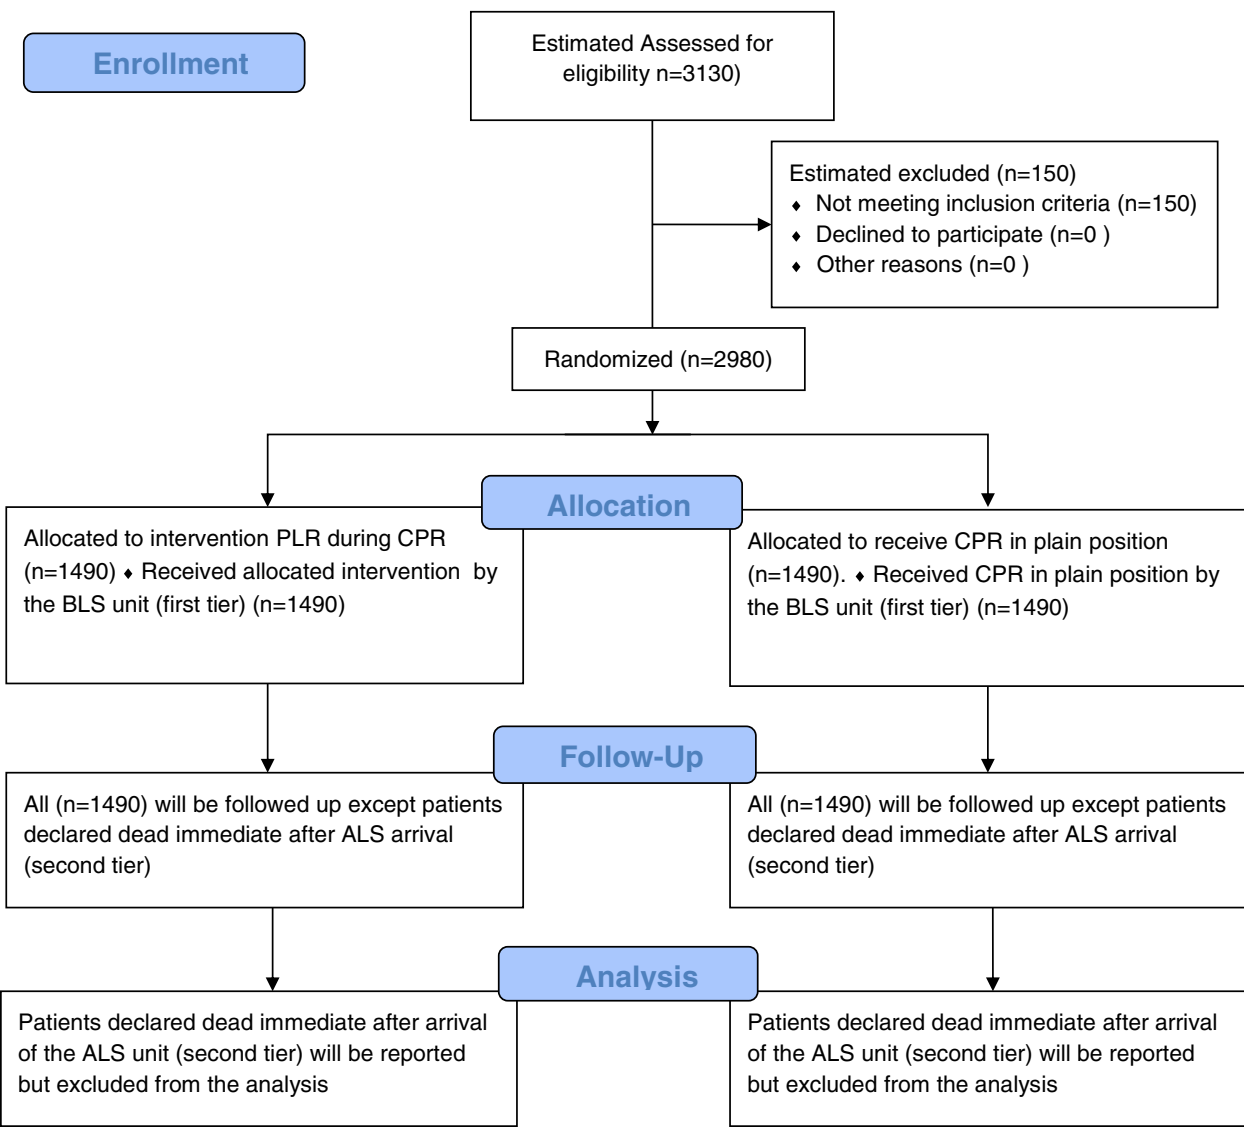 Enrollment
Estimated Assessed for
eligibility n=3130)
Estimated excluded (n=150)
♦ Not meeting inclusion criteria (n=150)
♦ Declined to participate (n=0 )
♦ Other reasons (n=0 )
Randomized (n=2980)
Allocation
Allocated to intervention PLR during CPR
(n=1490) ♦ Received allocated intervention by
the BLS unit (first tier) (n=1490)
Allocated to receive CPR in plain position
(n=1490). ♦ Received CPR in plain position by
the BLS unit (first tier) (n=1490)
Follow-Up
All (n=1490) will be followed up except patients
declared dead immediate after ALS arrival
(second tier)
All (n=1490) will be followed up except patients
declared dead immediate after ALS arrival
(second tier)
Analysis
Patients declared dead immediate after arrival
of the ALS unit (second tier) will be reported
but excluded from the analysis
Patients declared dead immediate after arrival
of the ALS unit (second tier) will be reported
but excluded from the analysis